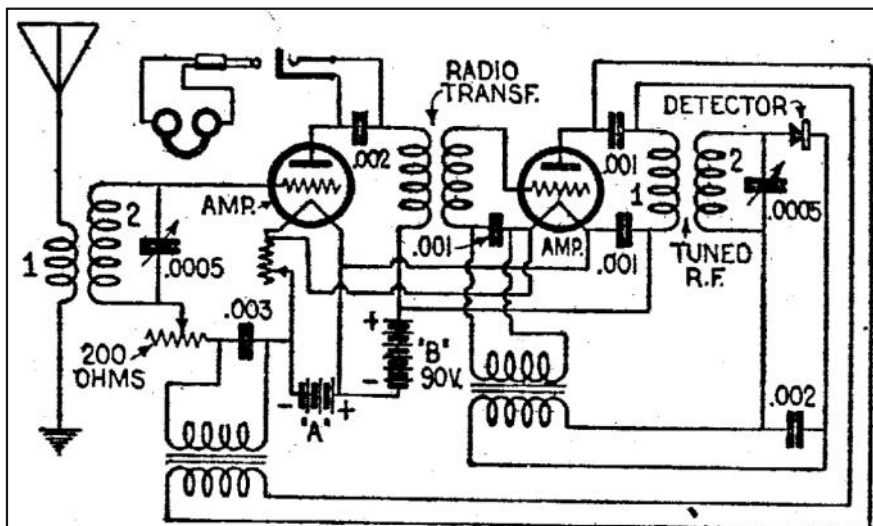 RADIO
TRANSF.
DETECTOR
.002
.001
1
2
AMP.
2
1
.0005
.001
AMP.
.001
.0005
TUNED
R.F.
.003
200
OHMS
+
"B"
90V.
-
- "A" +
.002